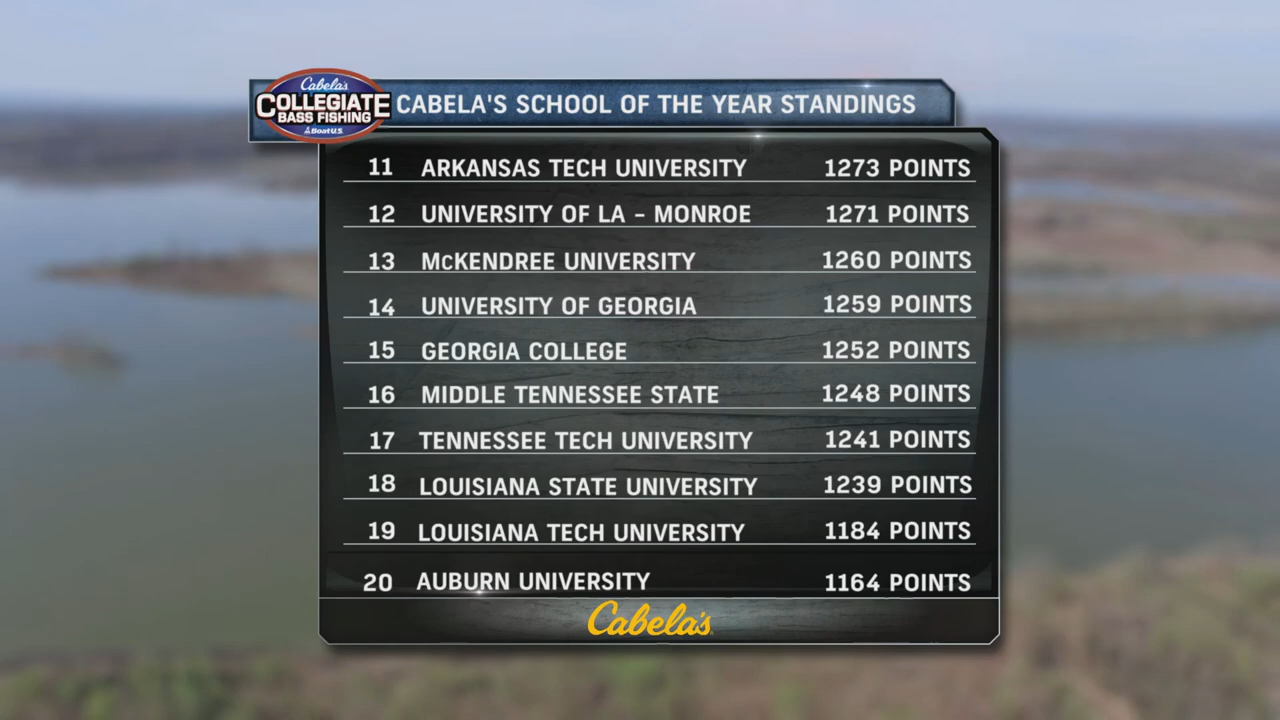 Cabela's
COLLEGIATE
BASS FISHING
BoatU.S.
CABELA'S SCHOOL OF THE YEAR STANDINGS
11 ARKANSAS TECH UNIVERSITY 1273 POINTS
12 UNIVERSITY OF LA - MONROE 1271 POINTS
13 McKENDREE UNIVERSITY 1260 POINTS
14 UNIVERSITY OF GEORGIA 1259 POINTS
15 GEORGIA COLLEGE 1252 POINTS
16 MIDDLE TENNESSEE STATE 1248 POINTS
17 TENNESSEE TECH UNIVERSITY 1241 POINTS
18 LOUISIANA STATE UNIVERSITY 1239 POINTS
19 LOUISIANA TECH UNIVERSITY 1184 POINTS
20 AUBURN UNIVERSITY 1164 POINTS
Cabela's